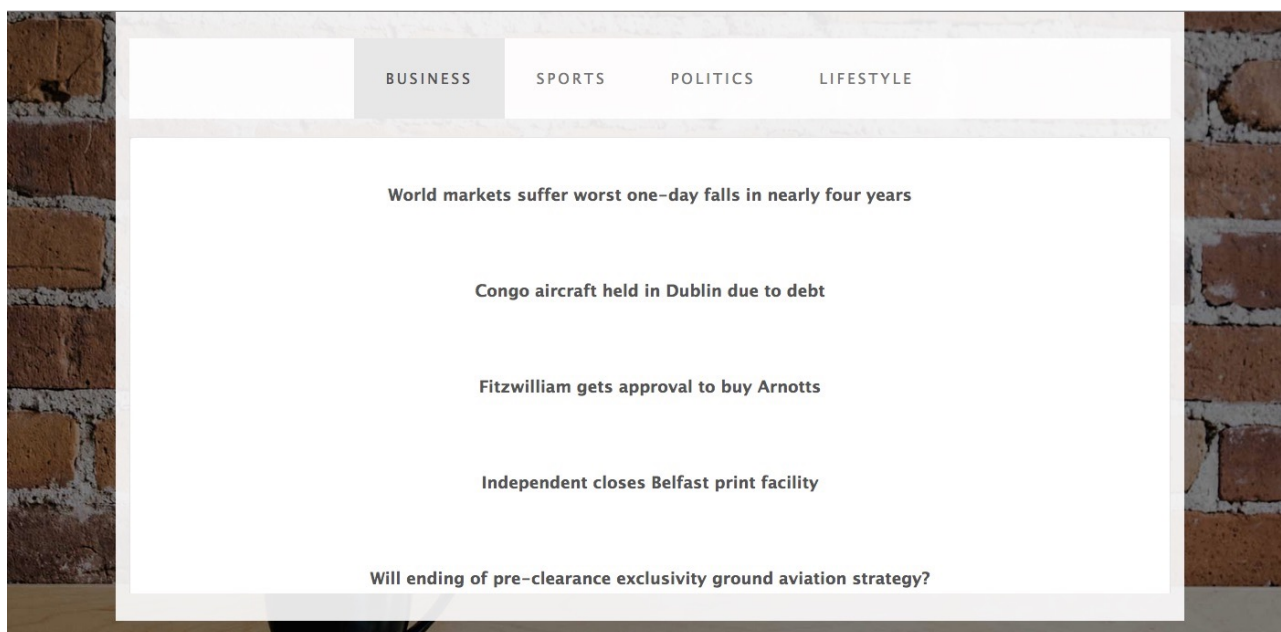 BUSINESS SPORTS POLITICS LIFESTYLE
World markets suffer worst one-day falls in nearly four years
Congo aircraft held in Dublin due to debt
Fitzwilliam gets approval to buy Arnotts
Independent closes Belfast print facility
Will ending of pre-clearance exclusivity ground aviation strategy?